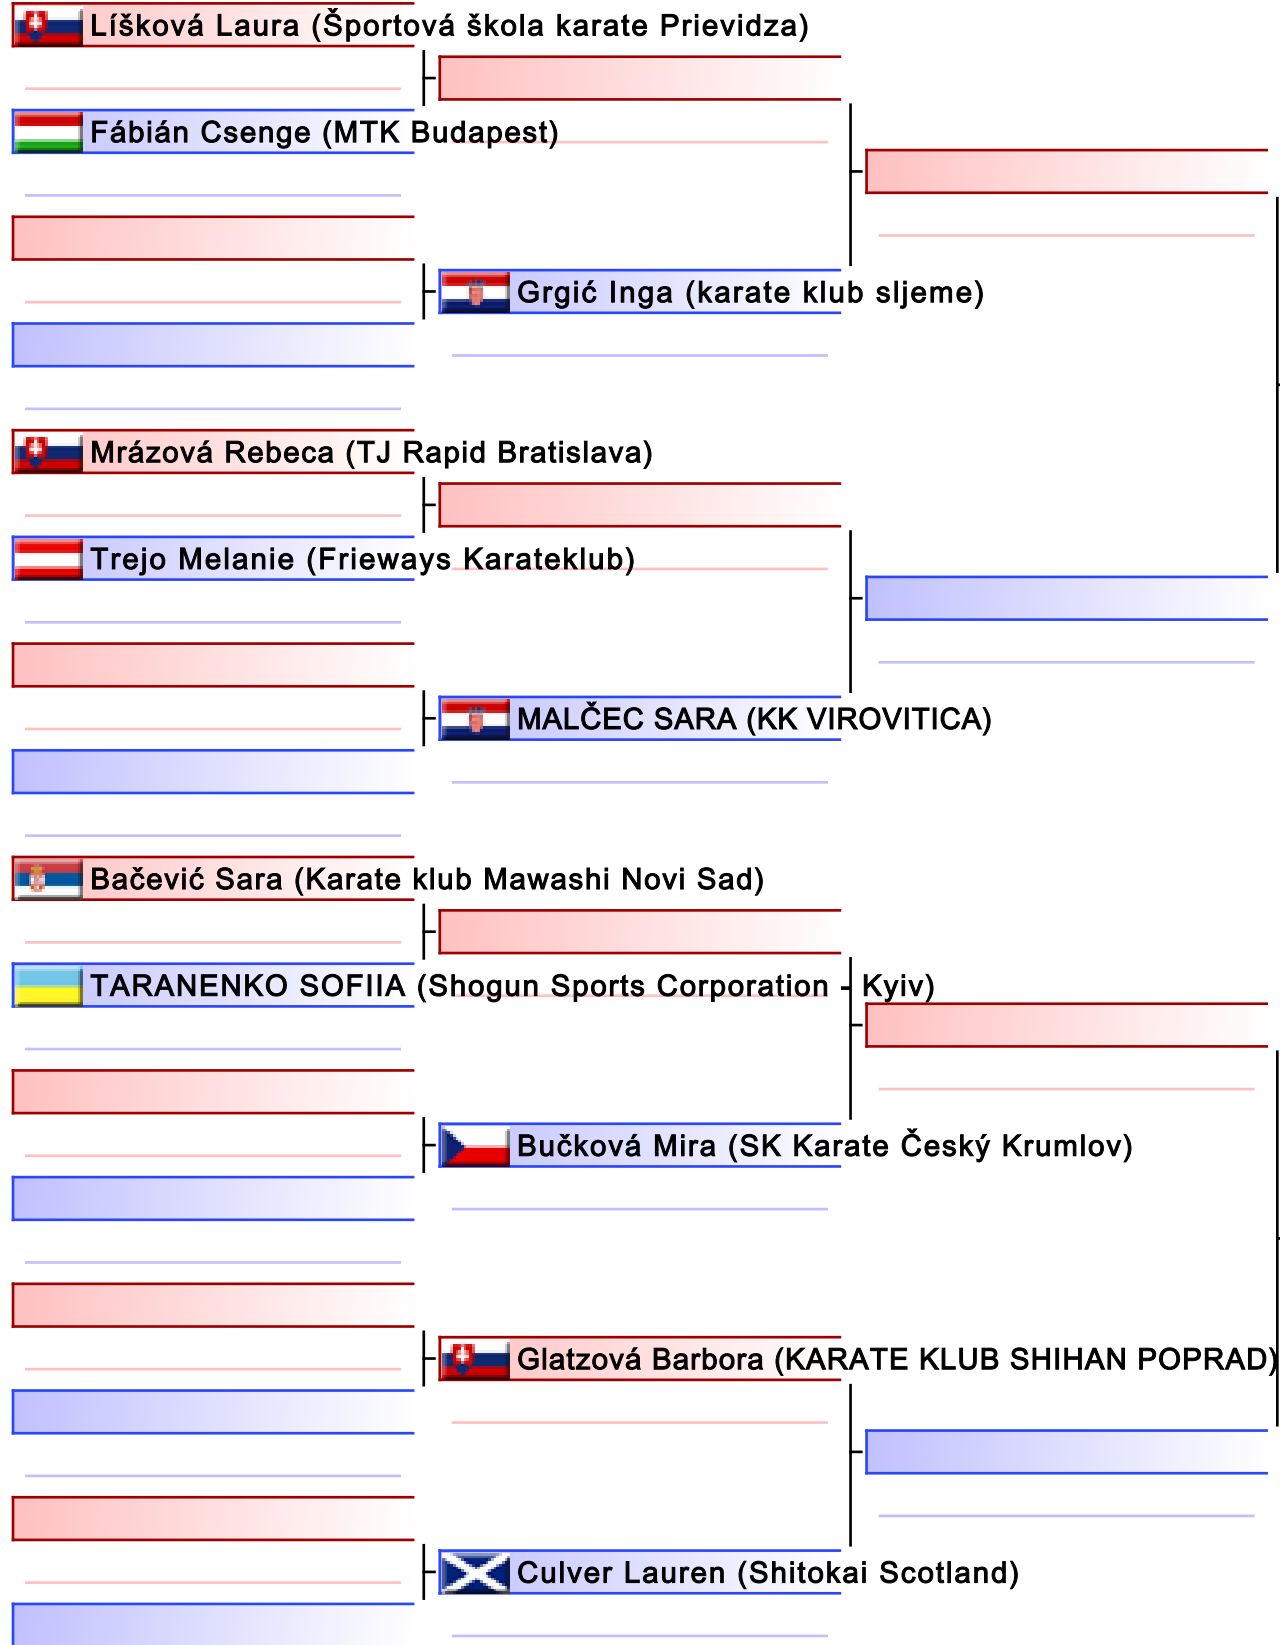 Líšková Laura (Športová škola karate Prievidza)
Fábián Csenge (MTK Budapest)
Grgić Inga (karate klub sljeme)
Mrázová Rebeca (TJ Rapid Bratislava)
Trejo Melanie (Frieways Karateklub)
MALČEC SARA (KK VIROVITICA)
Bačević Sara (Karate klub Mawashi Novi Sad)
TARANENKO SOFIIA (Shogun Sports Corporation - Kyiv)
Bučková Mira (SK Karate Český Krumlov)
Glatzová Barbora (KARATE KLUB SHIHAN POPRAD)
Culver Lauren (Shitokai Scotland)